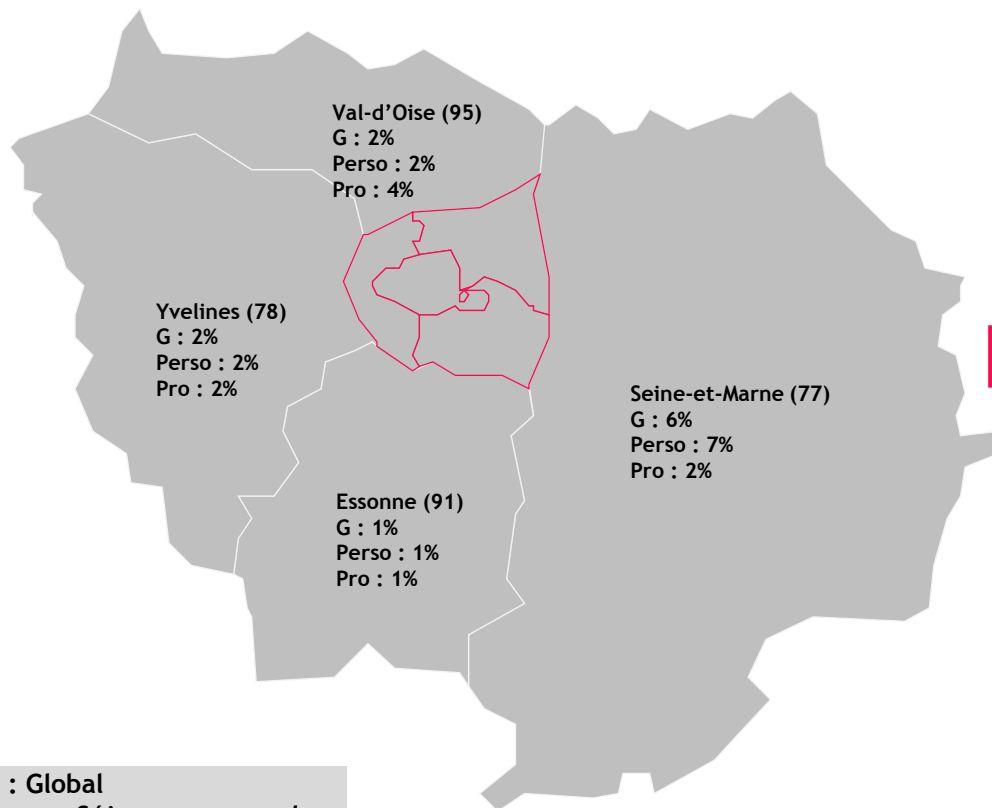 Val-d’Oise (95)
G : 2%
Perso : 2%
Pro : 4%
Yvelines (78)
G : 2%
Perso : 2%
Pro : 2%
Seine-et-Marne (77)
G : 6%
Perso : 7%
Pro : 2%
Essonne (91)
G : 1%
Perso : 1%
Pro : 1%
: Global